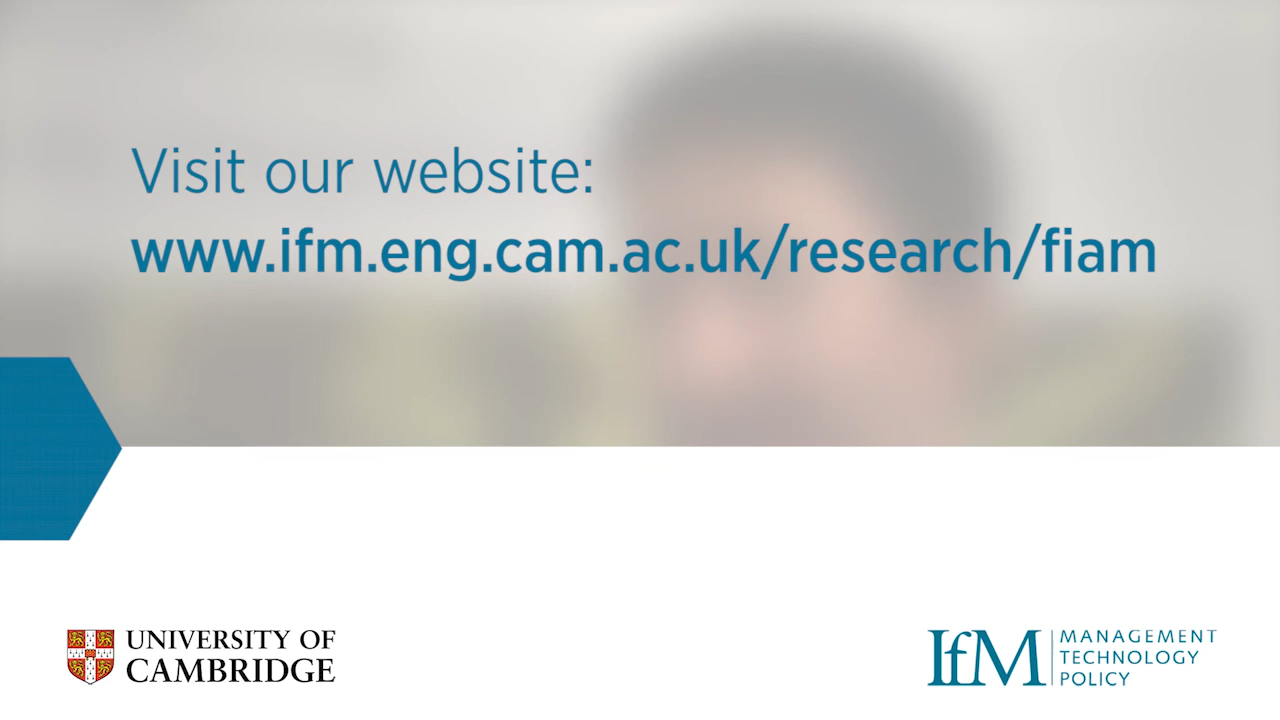 Visit our website:
www.ifm.eng.cam.ac.uk/research/fiam
UNIVERSITY OF
CAMBRIDGE
IfM
MANAGEMENT
TECHNOLOGY
POLICY